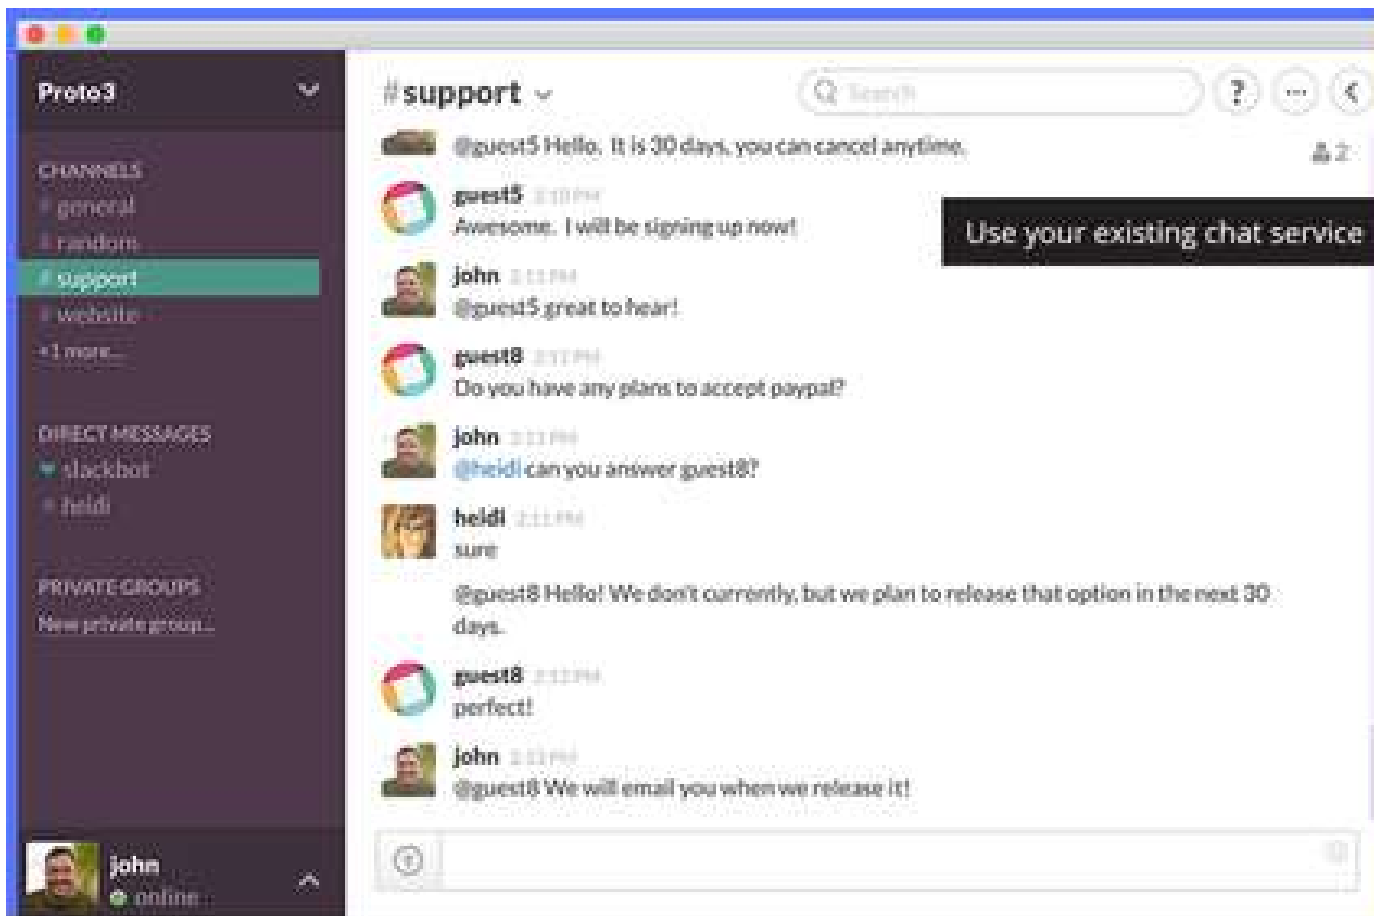 Proto3
CHANNELS
# general
# random
# support
# website
+1 more...
DIRECT MESSAGES
slackbot
heidi
PRIVATE GROUPS
New private group...
john
online
#support
Search
?
2
@guest5 Hello. It is 30 days, you can cancel anytime.
guest5
Awesome. I will be signing up now!
Use your existing chat service
john
@guest5 great to hear!
guest8
Do you have any plans to accept paypal?
john
@heidi can you answer guest8?
heidi
sure
@guest8 Hello! We don't currently, but we plan to release that option in the next 30
days.
guest8
perfect!
john
@guest8 We will email you when we release it!